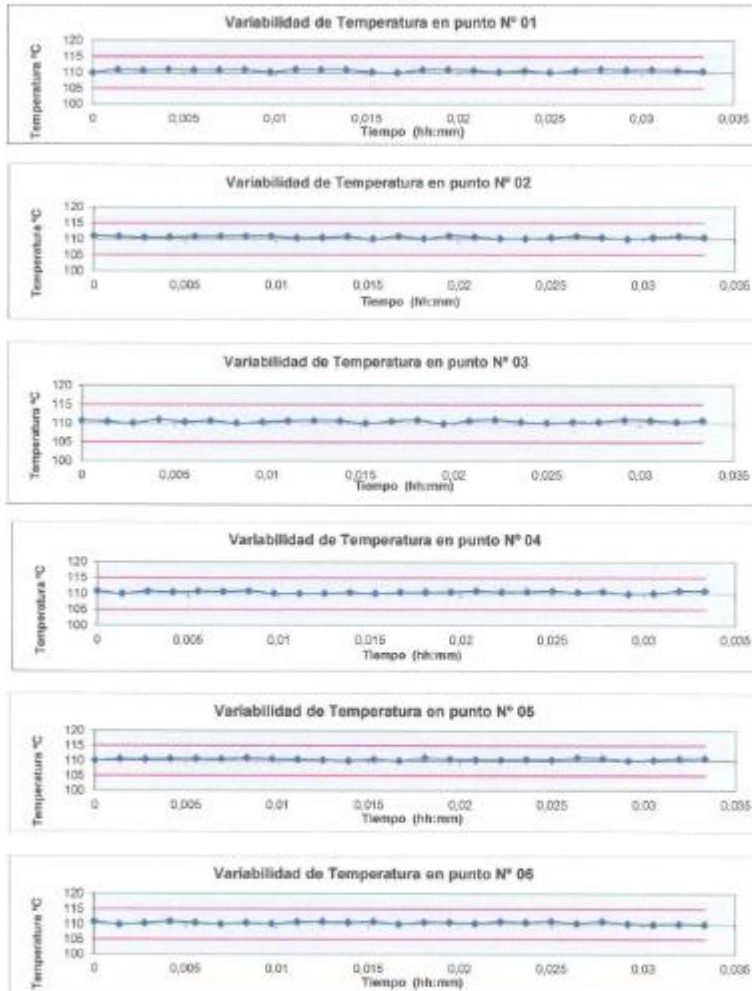 Variabilidad de Temperatura en punto Nº 01
Temperatura ºC
120
115
110
105
100
0 0,005 0,01 0,015 0,02 0,025 0,03 0,035
Tiempo (hh:mm)
Variabilidad de Temperatura en punto Nº 02
Temperatura ºC
120
115
110
105
100
0 0,005 0,01 0,015 0,02 0,025 0,03 0,035
Tiempo (hh:mm)
Variabilidad de Temperatura en punto Nº 03
Temperatura ºC
120
115
110
105
100
0 0,005 0,01 0,015 0,02 0,025 0,03 0,035
Tiempo (hh:mm)
Variabilidad de Temperatura en punto Nº 04
Temperatura ºC
120
115
110
105
100
0 0,005 0,01 0,015 0,02 0,025 0,03 0,035
Tiempo (hh:mm)
Variabilidad de Temperatura en punto Nº 05
Temperatura ºC
120
115
110
105
100
0 0,005 0,01 0,015 0,02 0,025 0,03 0,035
Tiempo (hh:mm)
Variabilidad de Temperatura en punto Nº 06
Temperatura ºC
120
115
110
105
100
0 0,005 0,01 0,015 0,02 0,025 0,03 0,035
Tiempo (hh:mm)